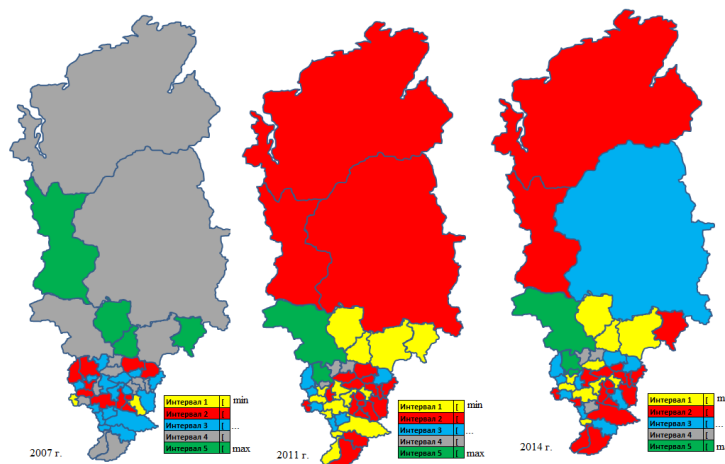 2007 г.
Интервал 1 [ min
Интервал 2 [
Интервал 3 [ ...
Интервал 4 [
Интервал 5 [ max
2011 г.
Интервал 1 [ min
Интервал 2 [
Интервал 3 [ ...
Интервал 4 [
Интервал 5 [ max
2014 г.
Интервал 1 [ m
Интервал 2 [
Интервал 3 [ ...
Интервал 4 [
Интервал 5 [ m